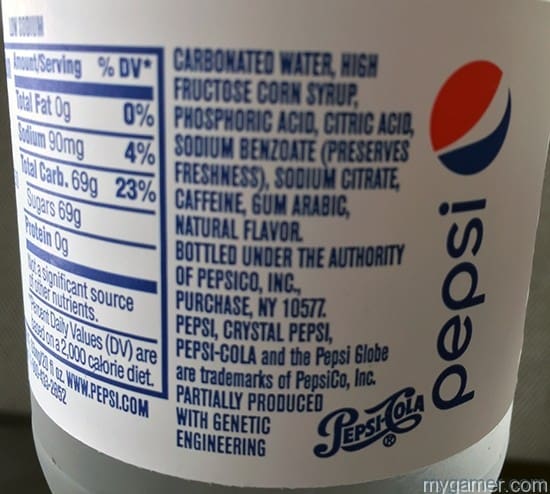 LOW SODIUM
Amount/Serving % DV*
Total Fat 0g 0%
Sodium 90mg 4%
Total Carb. 69g 23%
Sugars 69g
Protein 0g
Not a significant source
of other nutrients.
*Percent Daily Values (DV) are
based on a 2,000 calorie diet.
fl oz. WWW.PEPSI.COM
CARBONATED WATER, HIGH
FRUCTOSE CORN SYRUP,
PHOSPHORIC ACID, CITRIC ACID,
SODIUM BENZOATE (PRESERVES
FRESHNESS), SODIUM CITRATE,
CAFFEINE, GUM ARABIC,
NATURAL FLAVOR.
BOTTLED UNDER THE AUTHORITY
OF PEPSICO, INC.,
PURCHASE, NY 10577.
PEPSI, CRYSTAL PEPSI,
PEPSI-COLA and the Pepsi Globe
are trademarks of PepsiCo, Inc.
PARTIALLY PRODUCED
WITH GENETIC
ENGINEERING
pepsi
PEPSI-COLA
®
mygamer.com